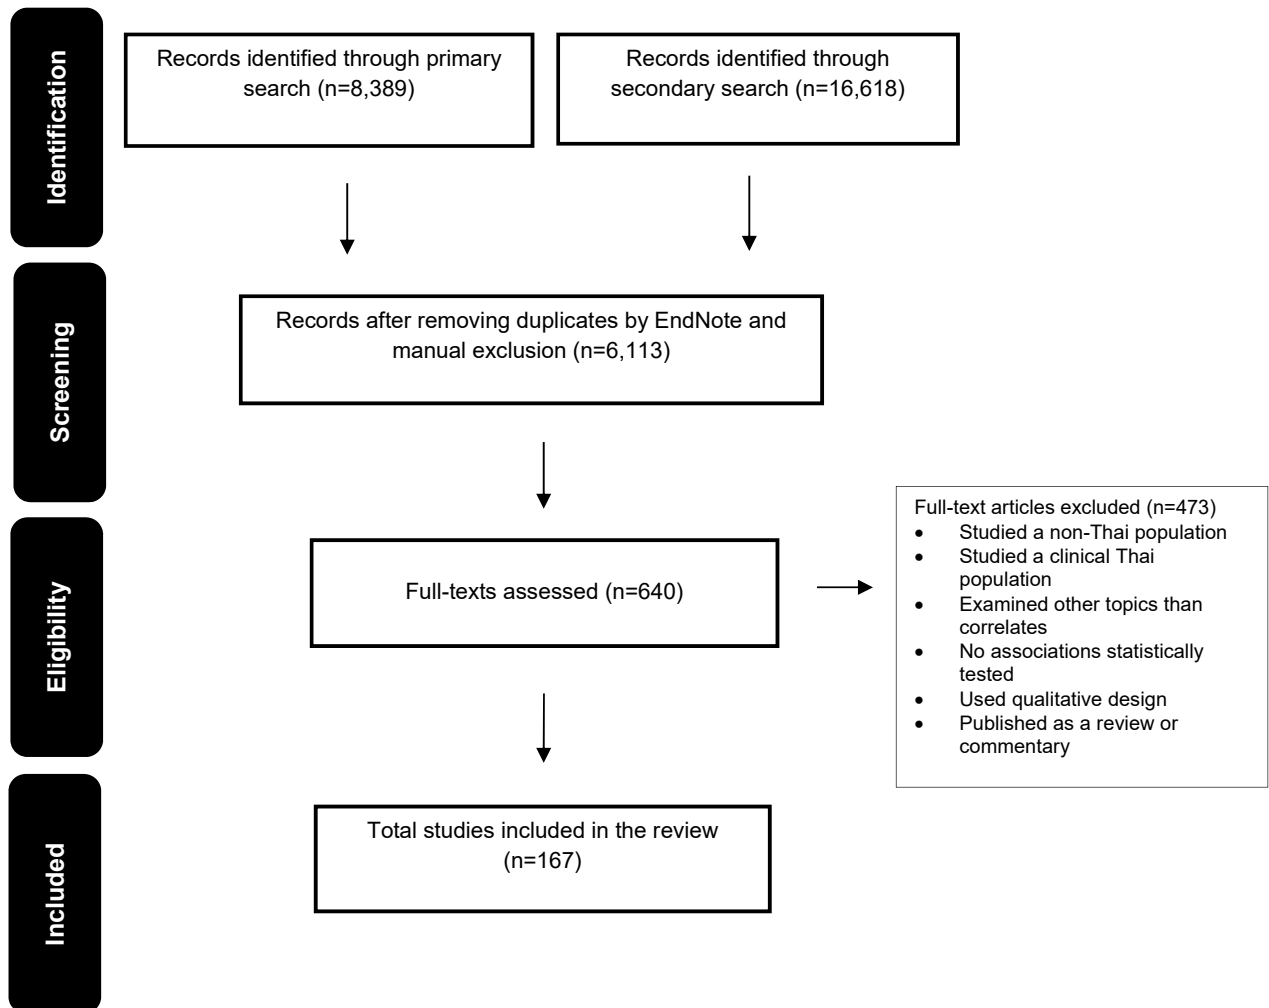 Identification
Records identified through primary
search (n=8,389)
Records identified through
secondary search (n=16,618)
Screening
Records after removing duplicates by EndNote and
manual exclusion (n=6,113)
Eligibility
Full-texts assessed (n=640)
Full-text articles excluded (n=473)
• Studied a non-Thai population
• Studied a clinical Thai
population
• Examined other topics than
correlates
• No associations statistically
tested
• Used qualitative design
• Published as a review or
commentary
Included
Total studies included in the review
(n=167)